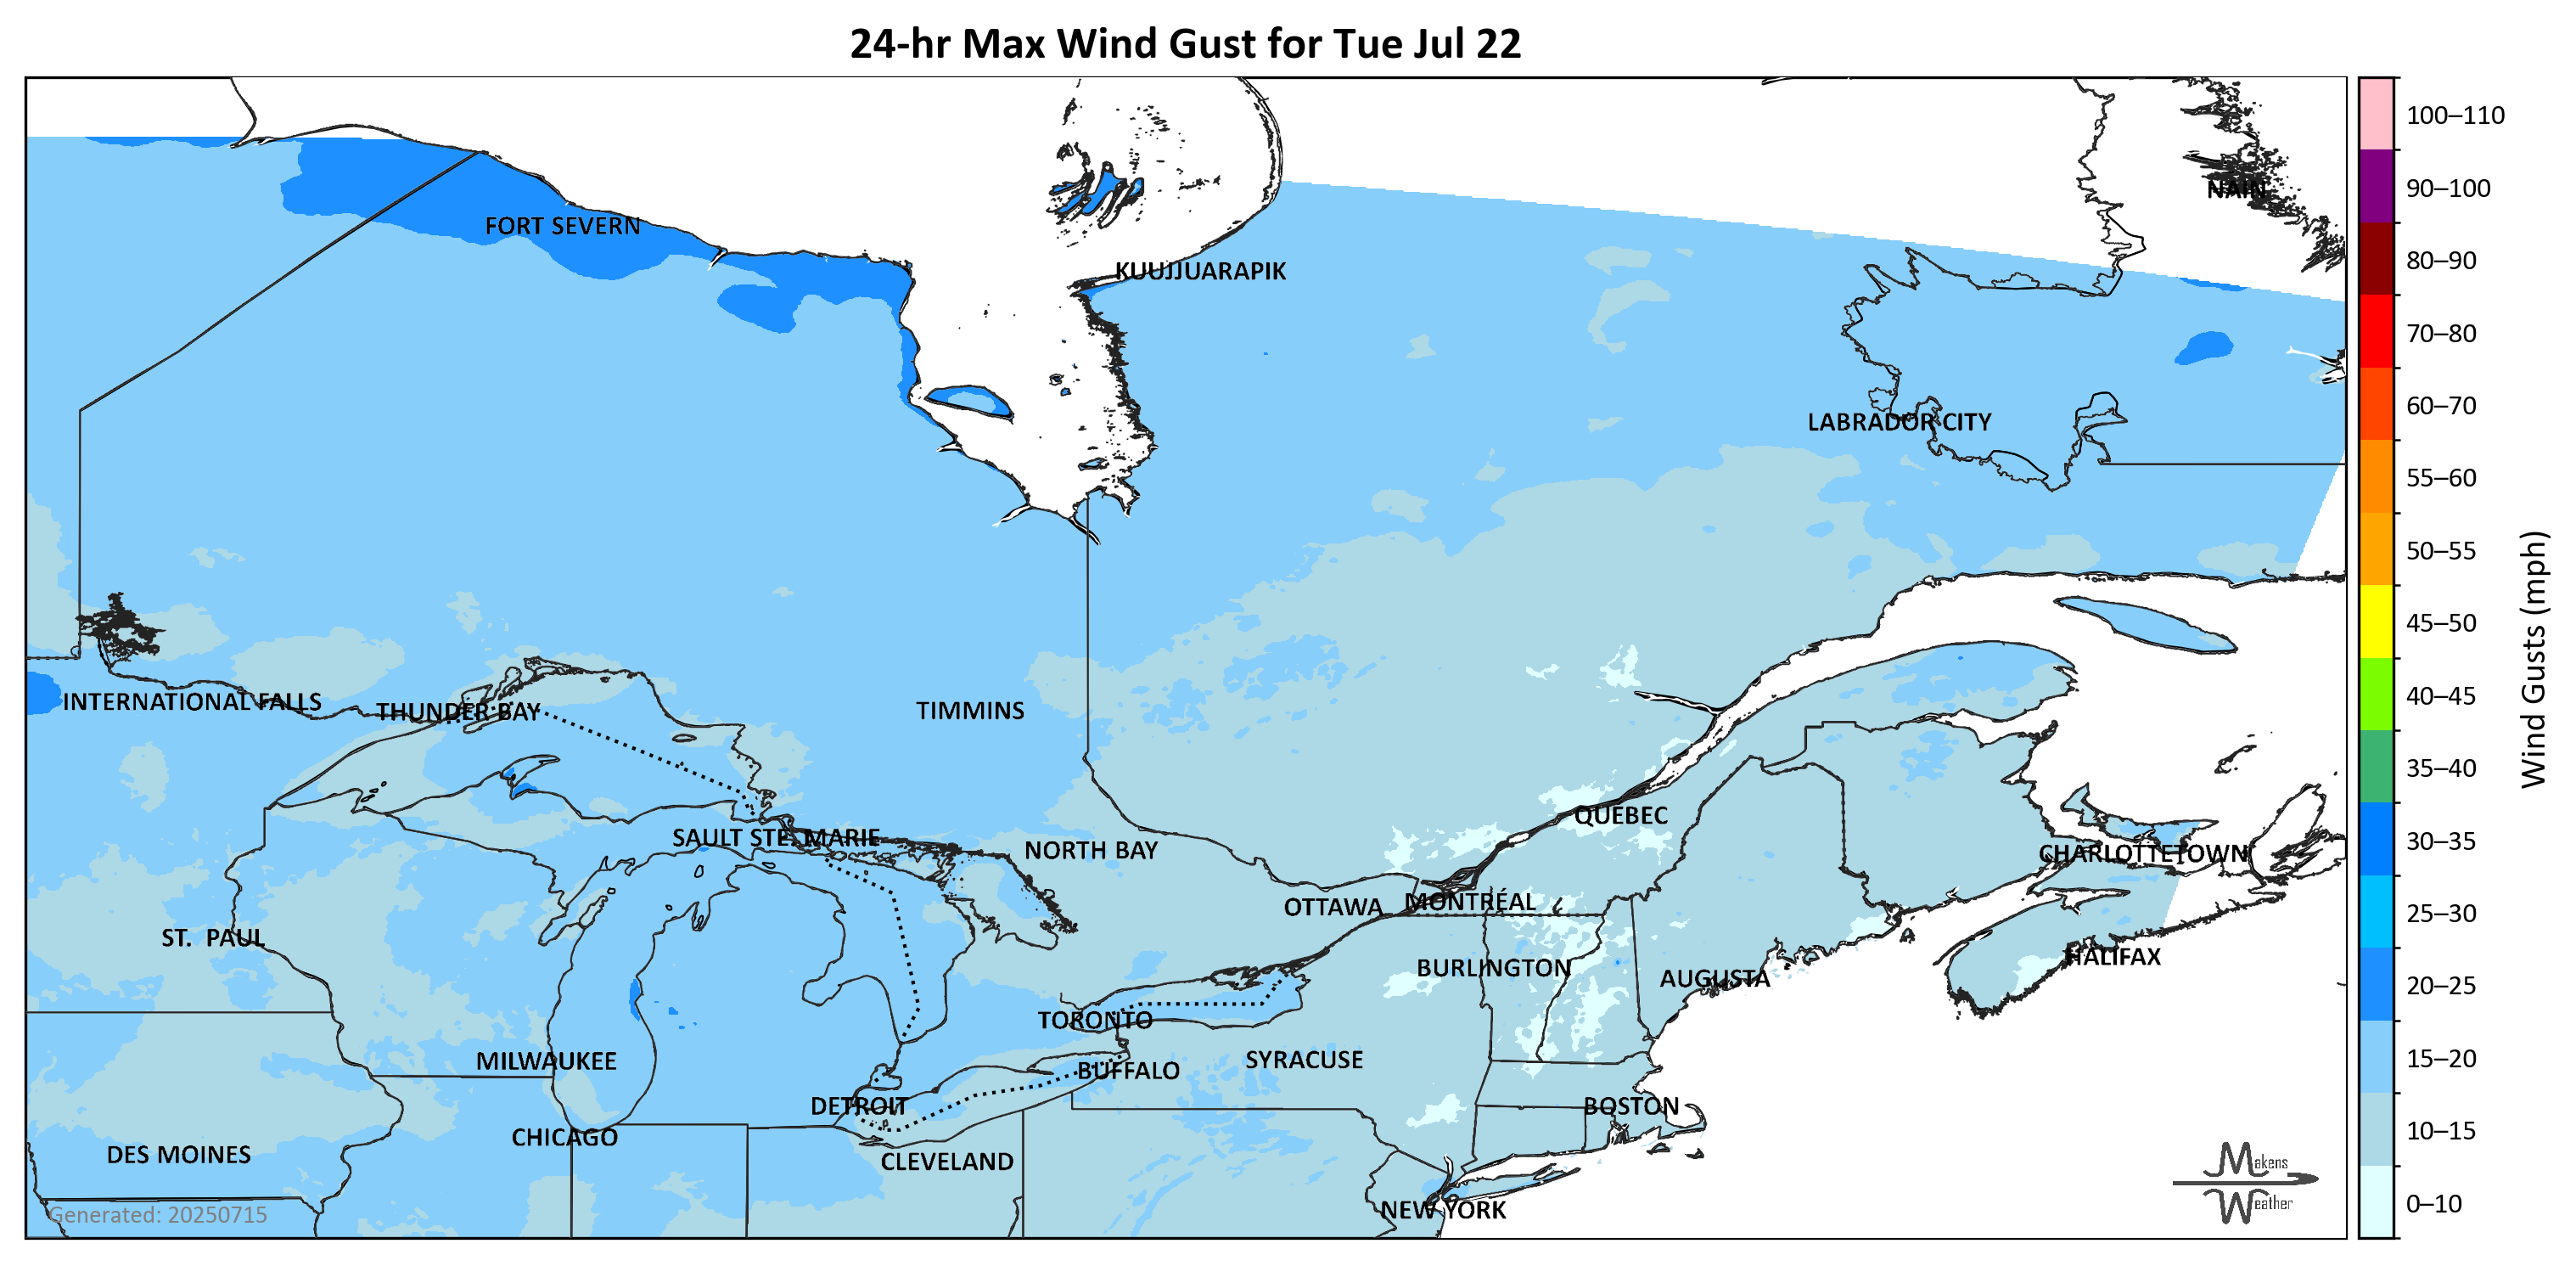 24-hr Max Wind Gust for Tue Jul 22
100–110
90–100
80–90
70–80
60–70
55–60
50–55
45–50
40–45
35–40
30–35
25–30
20–25
15–20
10–15
0–10
Wind Gusts (mph)
NAIN
FORT SEVERN
KUUJJUARAPIK
LABRADOR CITY
INTERNATIONAL FALLS
THUNDER BAY
TIMMINS
QUÉBEC
SAULT STE. MARIE
NORTH BAY
CHARLOTTETOWN
OTTAWA
MONTRÉAL
ST. PAUL
HALIFAX
BURLINGTON
AUGUSTA
TORONTO
MILWAUKEE
SYRACUSE
BUFFALO
DETROIT
BOSTON
CHICAGO
DES MOINES
CLEVELAND
NEW YORK
Generated: 20250715
Makens
Weather